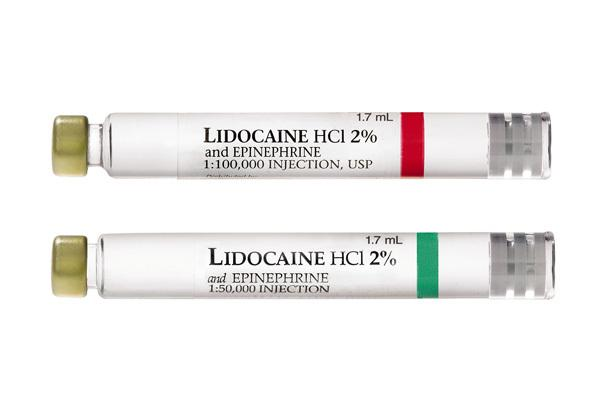 1.7 mL
LIDOCAINE HCl 2%
and EPINEPHRINE
1:100,000 INJECTION, USP
1.7 mL
LIDOCAINE HCl 2%
and EPINEPHRINE
1:50,000 INJECTION